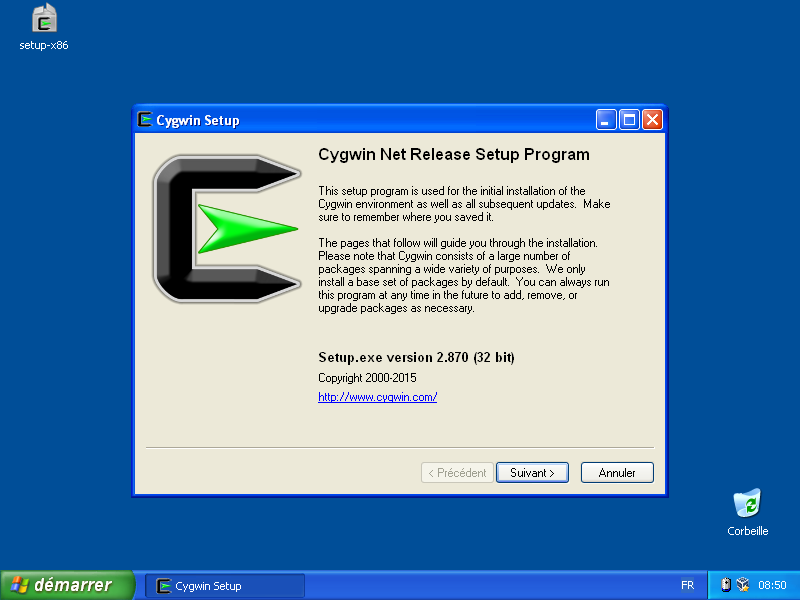 setup-x86
Cygwin Setup
Cygwin Net Release Setup Program
This setup program is used for the initial installation of the
Cygwin environment as well as all subsequent updates.  Make
sure to remember where you saved it.
The pages that follow will guide you through the installation.
Please note that Cygwin consists of a large number of
packages spanning a wide variety of purposes.  We only
install a base set of packages by default.  You can always run
this program at any time in the future to add, remove, or
upgrade packages as necessary.
Setup.exe version 2.870 (32 bit)
Copyright 2000-2015
http://www.cygwin.com/
< Précédent
Suivant >
Annuler
Corbeille
démarrer
Cygwin Setup
FR
08:50